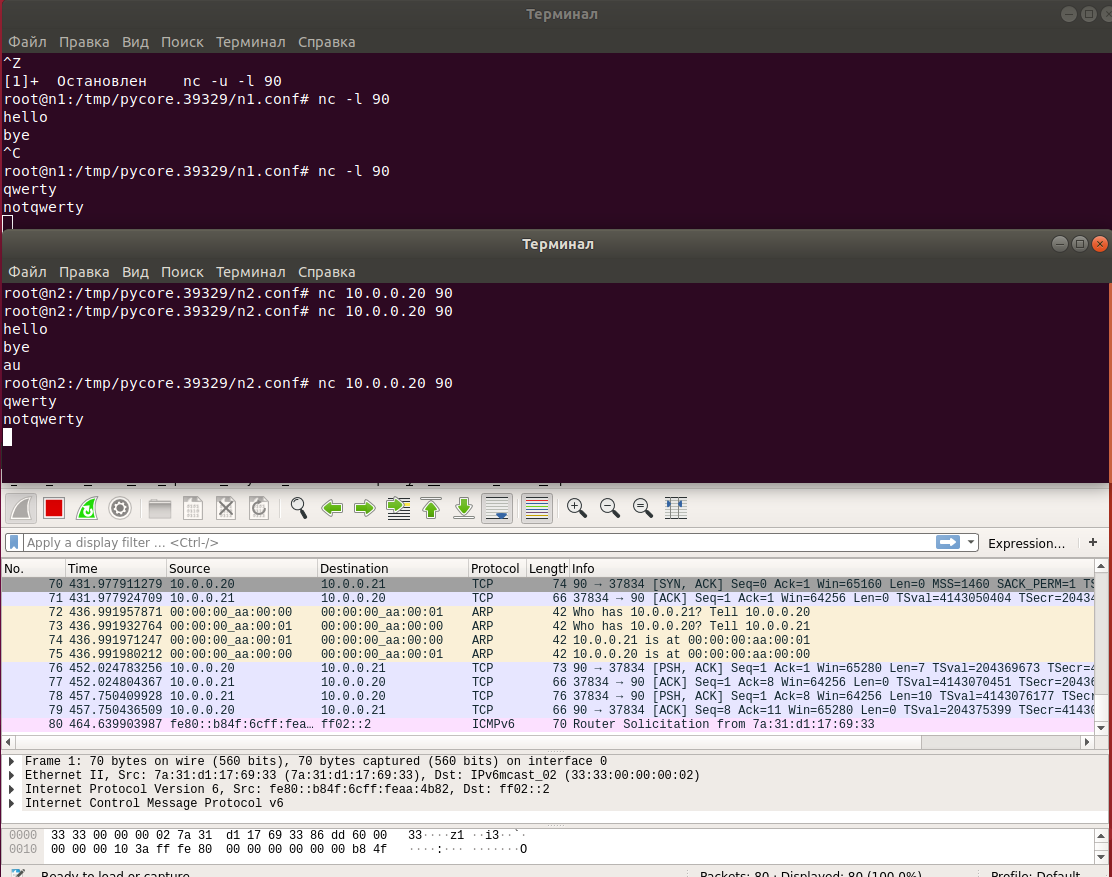 Терминал
Файл Правка Вид Поиск Терминал Справка
^Z
[1]+  Остановлен    nc -u -l 90
root@n1:/tmp/pycore.39329/n1.conf# nc -l 90
hello
bye
^C
root@n1:/tmp/pycore.39329/n1.conf# nc -l 90
qwerty
notqwerty
Терминал
Файл Правка Вид Поиск Терминал Справка
root@n2:/tmp/pycore.39329/n2.conf# nc 10.0.0.20 90
root@n2:/tmp/pycore.39329/n2.conf# nc 10.0.0.20 90
hello
bye
au
root@n2:/tmp/pycore.39329/n2.conf# nc 10.0.0.20 90
qwerty
notqwerty
Apply a display filter ... <Ctrl-/> Expression... +
No. Time Source Destination Protocol Length Info
70 431.977911279 10.0.0.20 10.0.0.21 TCP 74 90 → 37834 [SYN, ACK] Seq=0 Ack=1 Win=65160 Len=0 MSS=1460 SACK_PERM=1 TS
71 431.977924709 10.0.0.21 10.0.0.20 TCP 66 37834 → 90 [ACK] Seq=1 Ack=1 Win=64256 Len=0 TSval=4143050404 TSecr=20434
72 436.991957871 00:00:00_aa:00:00 00:00:00_aa:00:01 ARP 42 Who has 10.0.0.21? Tell 10.0.0.20
73 436.991932764 00:00:00_aa:00:01 00:00:00_aa:00:00 ARP 42 Who has 10.0.0.20? Tell 10.0.0.21
74 436.991971247 00:00:00_aa:00:01 00:00:00_aa:00:00 ARP 42 10.0.0.21 is at 00:00:00:aa:00:01
75 436.991980212 00:00:00_aa:00:00 00:00:00_aa:00:01 ARP 42 10.0.0.20 is at 00:00:00:aa:00:00
76 452.024783256 10.0.0.20 10.0.0.21 TCP 73 90 → 37834 [PSH, ACK] Seq=1 Ack=1 Win=65280 Len=7 TSval=204369673 TSecr=4
77 452.024804367 10.0.0.21 10.0.0.20 TCP 66 37834 → 90 [ACK] Seq=1 Ack=8 Win=64256 Len=0 TSval=4143070451 TSecr=20436
78 457.750409928 10.0.0.21 10.0.0.20 TCP 76 37834 → 90 [PSH, ACK] Seq=1 Ack=8 Win=64256 Len=10 TSval=4143076177 TSecr
79 457.750436509 10.0.0.20 10.0.0.21 TCP 66 90 → 37834 [ACK] Seq=8 Ack=11 Win=65280 Len=0 TSval=204375399 TSecr=41430
80 464.639903987 fe80::b84f:6cff:fea… ff02::2 ICMPv6 70 Router Solicitation from 7a:31:d1:17:69:33
Frame 1: 70 bytes on wire (560 bits), 70 bytes captured (560 bits) on interface 0
Ethernet II, Src: 7a:31:d1:17:69:33 (7a:31:d1:17:69:33), Dst: IPv6mcast_02 (33:33:00:00:00:02)
Internet Protocol Version 6, Src: fe80::b84f:6cff:feaa:4b82, Dst: ff02::2
Internet Control Message Protocol v6
0000 33 33 00 00 00 02 7a 31 d1 17 69 33 86 dd 60 00 33····z1 ··i3··`·
0010 00 00 00 10 3a ff fe 80 00 00 00 00 00 00 b8 4f ····:··· ·······O
Ready to load or capture Packets: 80 · Displayed: 80 (100.0%) Profile: Default